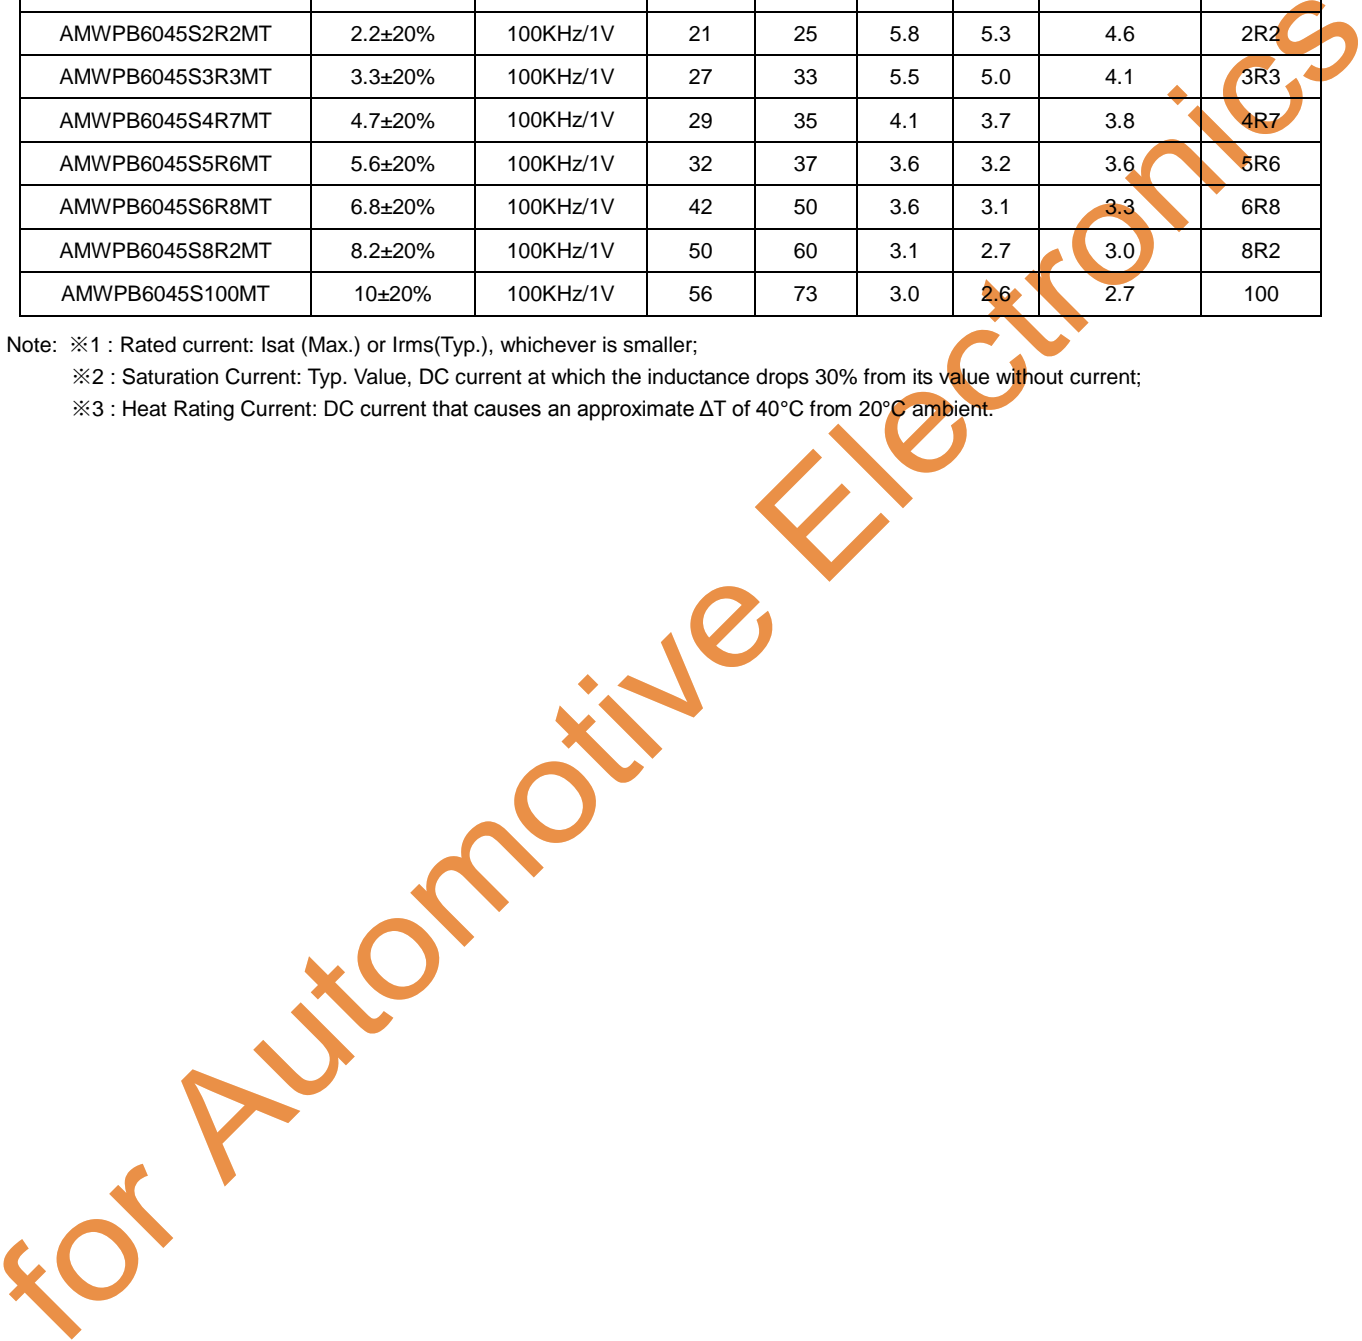 AMWPB6045S2R2MT 2.2±20% 100KHz/1V 21 25 5.8 5.3 4.6 2R2
AMWPB6045S3R3MT 3.3±20% 100KHz/1V 27 33 5.5 5.0 4.1 3R3
AMWPB6045S4R7MT 4.7±20% 100KHz/1V 29 35 4.1 3.7 3.8 4R7
AMWPB6045S5R6MT 5.6±20% 100KHz/1V 32 37 3.6 3.2 3.6 5R6
AMWPB6045S6R8MT 6.8±20% 100KHz/1V 42 50 3.6 3.1 3.3 6R8
AMWPB6045S8R2MT 8.2±20% 100KHz/1V 50 60 3.1 2.7 3.0 8R2
AMWPB6045S100MT 10±20% 100KHz/1V 56 73 3.0 2.6 2.7 100
Note: ※1 : Rated current: Isat (Max.) or Irms(Typ.), whichever is smaller;
※2 : Saturation Current: Typ. Value, DC current at which the inductance drops 30% from its value without current;
※3 : Heat Rating Current: DC current that causes an approximate ΔT of 40°C from 20°C ambient.
for Automotive Electronics